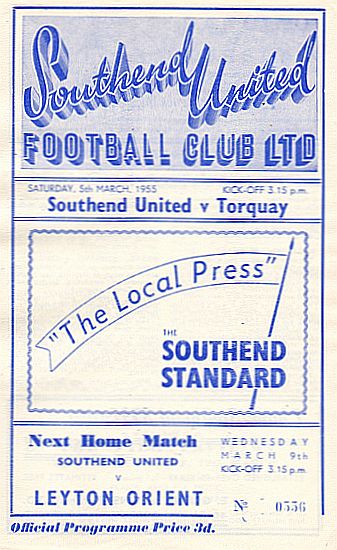 Southend United
FOOTBALL CLUB LTD
SATURDAY, 5th MARCH, 1955 KICK-OFF 3.15 p.m.
Southend United v Torquay
"The Local Press"
THE
SOUTHEND
STANDARD
Next Home Match
SOUTHEND UNITED
v
LEYTON ORIENT
WEDNESDAY
MARCH 9th
KICK-OFF 3.15 p.m.
No 0336
Official Programme Price 3d.